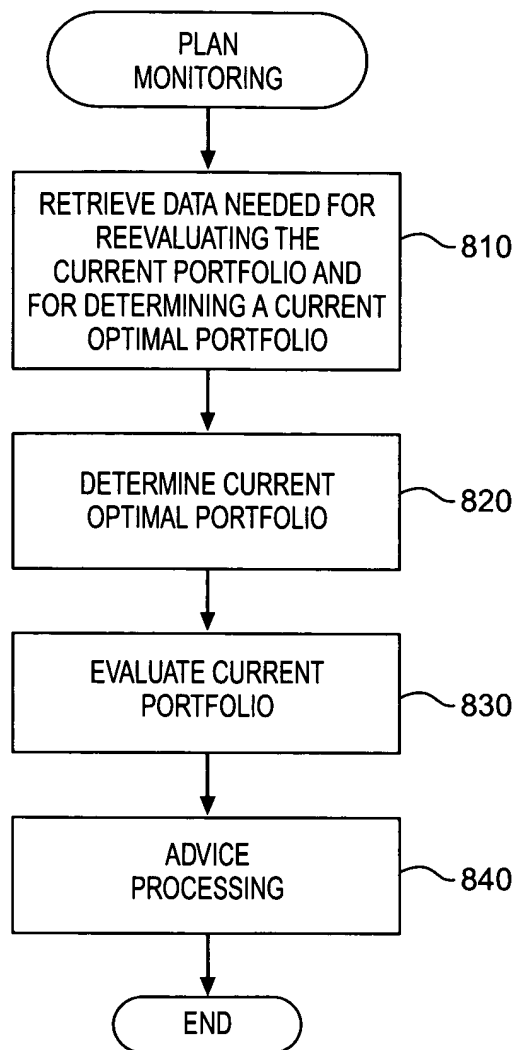 PLAN
MONITORING
RETRIEVE DATA NEEDED FOR
REEVALUATING THE
CURRENT PORTFOLIO AND
FOR DETERMINING A CURRENT
OPTIMAL PORTFOLIO
810
DETERMINE CURRENT
OPTIMAL PORTFOLIO
820
EVALUATE CURRENT
PORTFOLIO
830
ADVICE
PROCESSING
840
END